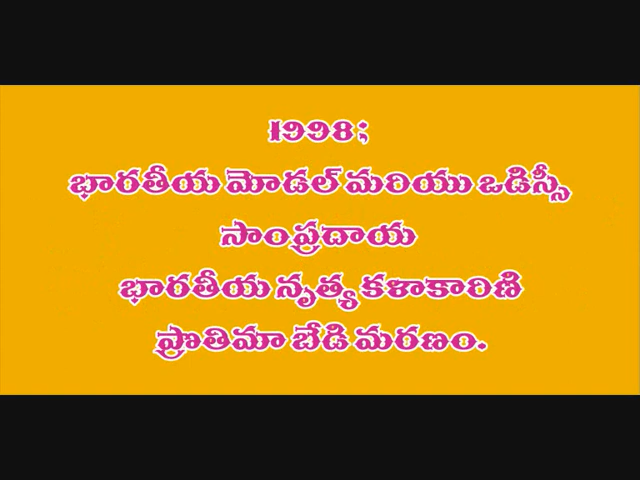 1998;
భారతీయ మోడల్ మరియు ఒడిస్సీ
సాంప్రదాయ
భారతీయ నృత్య కళాకారిణి
ప్రొతిమా బేడి మరణం.